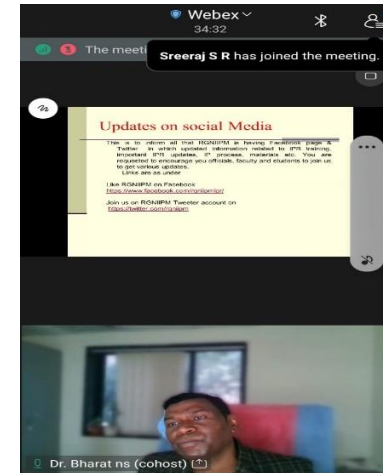 Webex
34:32
The meeti
Sreeraj S R has joined the meeting.
Updates on social Media
This is to inform all that RGNIIPM is having Facebook page &
Twitter in which updated information related to IPR training,
important IPR updates, IP process, materials etc. You are
requested to encourage you officials, faculty and students to join us
to get various updates.
Links are as under
Like RGNIIPM on Facebook
https://www.facebook.com/rgniipmipr/
Join us on RGNIIPM Tweeter account on
https://twitter.com/rgniipm
Dr. Bharat ns (cohost)